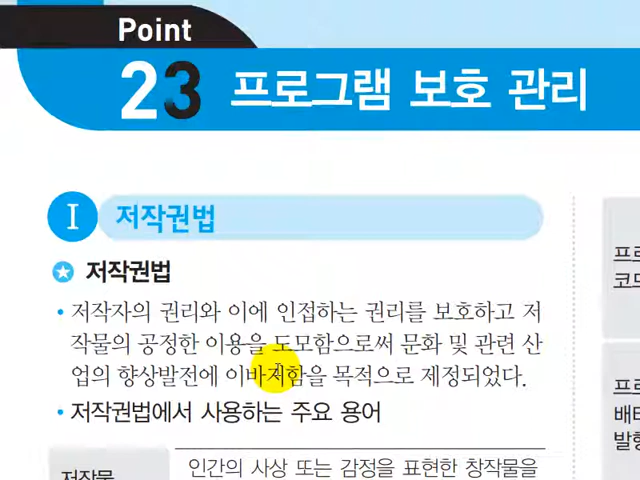 Point
23 프로그램 보호 관리
I 저작권법
저작권법
• 저작자의 권리와 이에 인접하는 권리를 보호하고 저
작물의 공정한 이용을 도모함으로써 문화 및 관련 산
업의 향상발전에 이바지함을 목적으로 제정되었다.
• 저작권법에서 사용하는 주요 용어
저작물
인간의 사상 또는 감정을 표현한 창작물을
프로
코드
프로
배타
발행